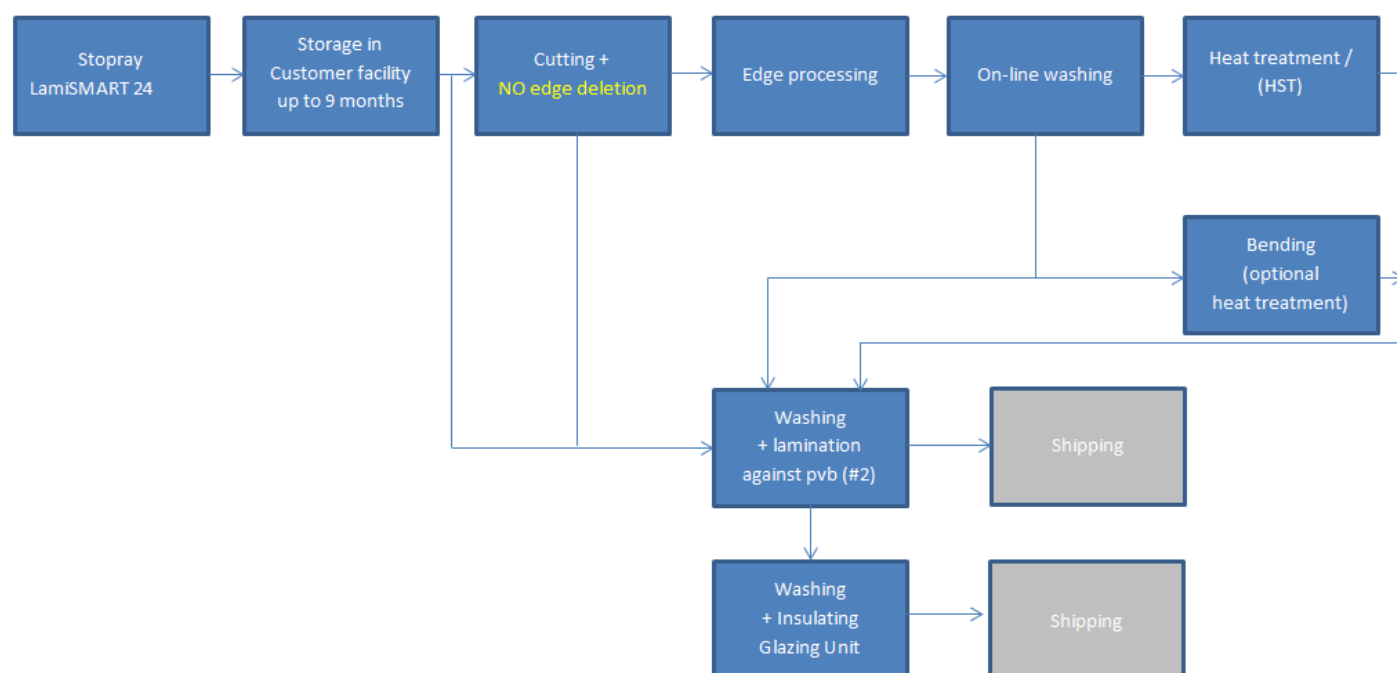 Stopray
LamiSMART 24
Storage in
Customer facility
up to 9 months
Cutting +
NO edge deletion
Edge processing
On-line washing
Heat treatment /
(HST)
Bending
(optional
heat treatment)
Washing
+ lamination
against pvb (#2)
Shipping
Washing
+ Insulating
Glazing Unit
Shipping